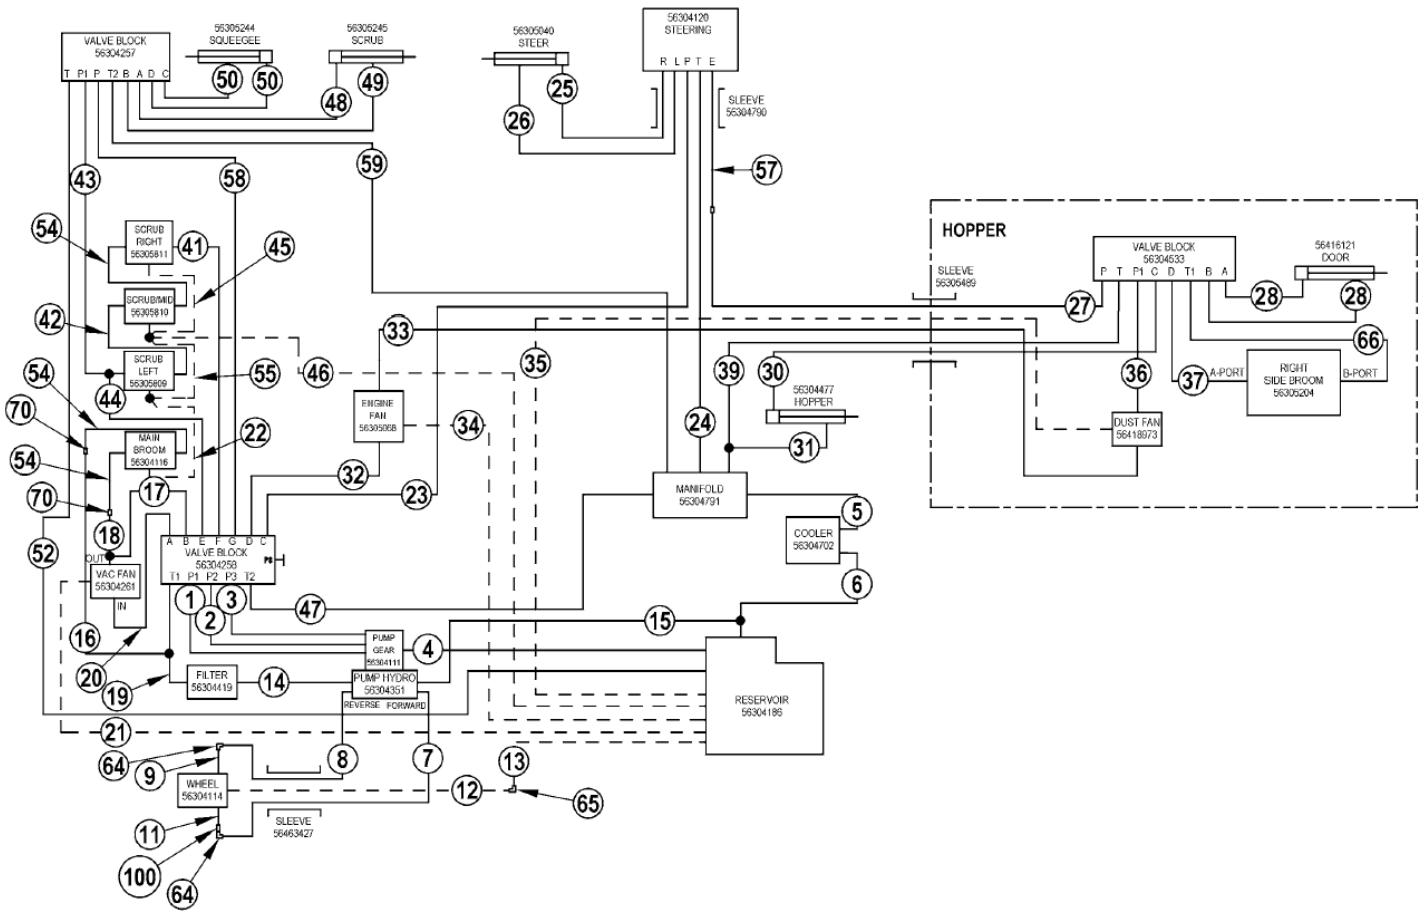 56305244
SQUEEGEE
56305245
SCRUB
56305040
STEER
56304120
STEERING
R L P T E
VALVE BLOCK
56304257
T P1 P T2 B A D C
50
50
48
49
25
26
SLEEVE
56304790
43
58
59
57
54
SCRUB
RIGHT
56305811
41
45
HOPPER
VALVE BLOCK
56304533
P T P1 C D T1 B A
56416121
DOOR
SLEEVE
56305489
27
28
28
SCRUB/MID
56305810
42
33
35
66
SCRUB
LEFT
56305809
54
44
55
46
39
30
36
37
A-PORT
RIGHT
SIDE BROOM
56305204
B-PORT
56304477
HOPPER
ENGINE
FAN
56305068
34
24
31
DUST FAN
56418973
70
MAIN
BROOM
56304116
22
54
70
17
32
23
MANIFOLD
56304791
18
5
COOLER
56304702
52
OUT
A B E F G D C
VALVE BLOCK
56304258
PS
T1 P1 P2 P3 T2
VAC FAN
56304261
IN
6
1
2
3
47
15
16
PUMP
GEAR
56304111
4
20
19
FILTER
56304419
14
PUMP HYDRO
56304351
REVERSE FORWARD
RESERVOIR
56304186
21
64
9
8
7
13
WHEEL
56304114
12
65
11
SLEEVE
56463427
100
64